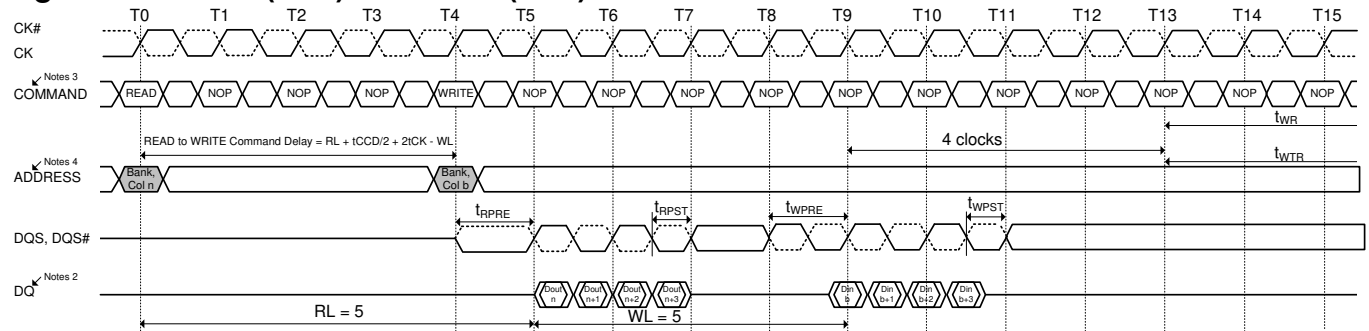 T0 T1 T2 T3 T4 T5 T6 T7 T8 T9 T10 T11 T12 T13 T14 T15
CK#
CK
Notes 3
COMMAND READ NOP NOP NOP WRITE NOP NOP NOP NOP NOP NOP NOP NOP NOP NOP NOP
tWR
READ to WRITE Command Delay = RL + tCCD/2 + 2tCK - WL
4 clocks
tWTR
Notes 4
ADDRESS
Bank,
Col n
Bank,
Col b
tRPRE tRPST tWPRE tWPST
DQS, DQS#
Notes 2
DQ
Dout
n
Dout
n+1
Dout
n+2
Dout
n+3
Din
b
Din
b+1
Din
b+2
Din
b+3
RL = 5 WL = 5